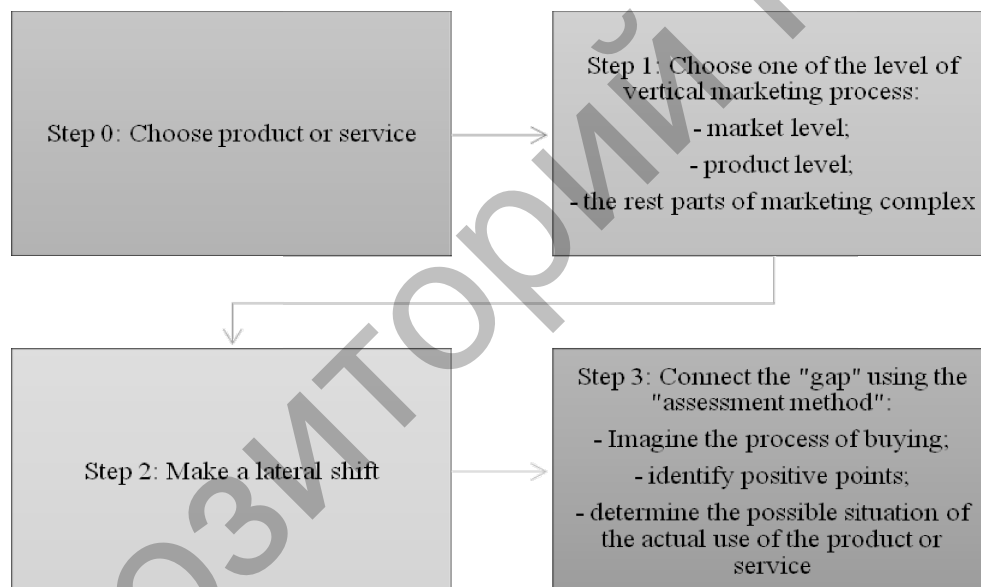 Step 0: Choose product or service
Step 1: Choose one of the level of
vertical marketing process:
- market level;
- product level;
- the rest parts of marketing complex
Step 2: Make a lateral shift
Step 3: Connect the "gap" using the
"assessment method":
- Imagine the process of buying;
- identify positive points;
- determine the possible situation of
the actual use of the product or
service
озиторий